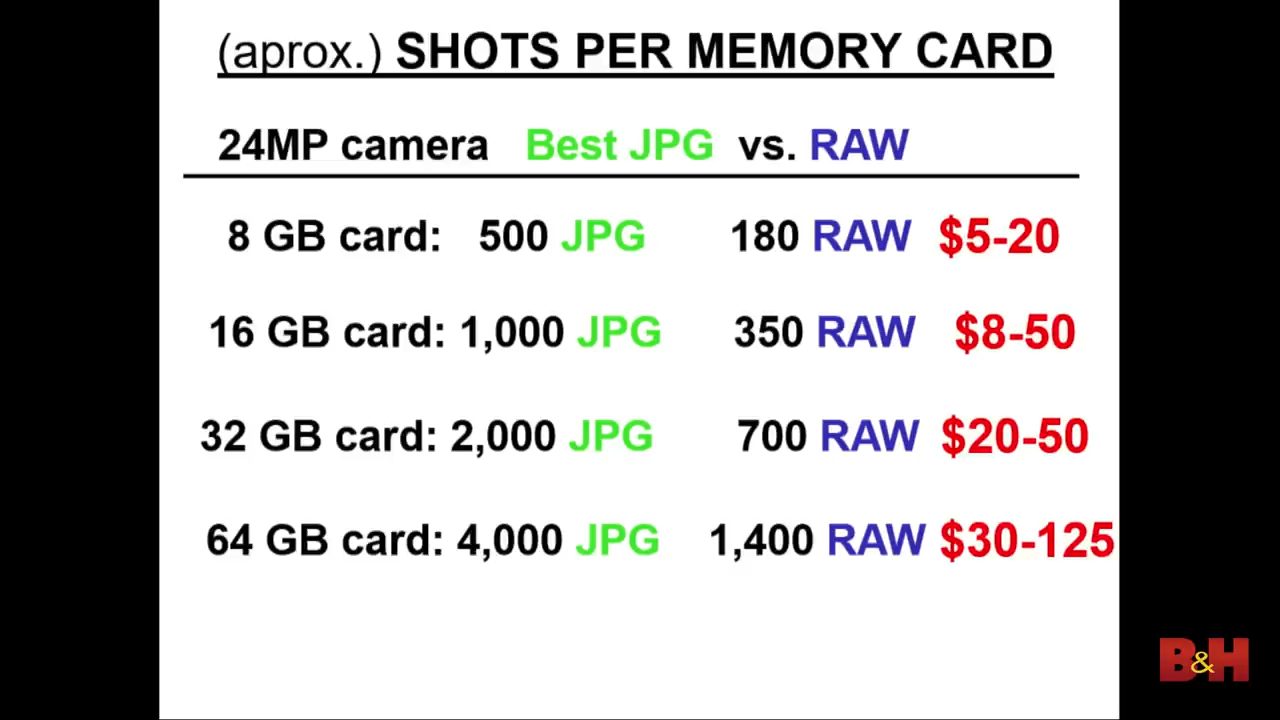 (aprox.) SHOTS PER MEMORY CARD
24MP camera Best JPG vs. RAW
8 GB card: 500 JPG 180 RAW $5-20
16 GB card: 1,000 JPG 350 RAW $8-50
32 GB card: 2,000 JPG 700 RAW $20-50
64 GB card: 4,000 JPG 1,400 RAW $30-125
B&H